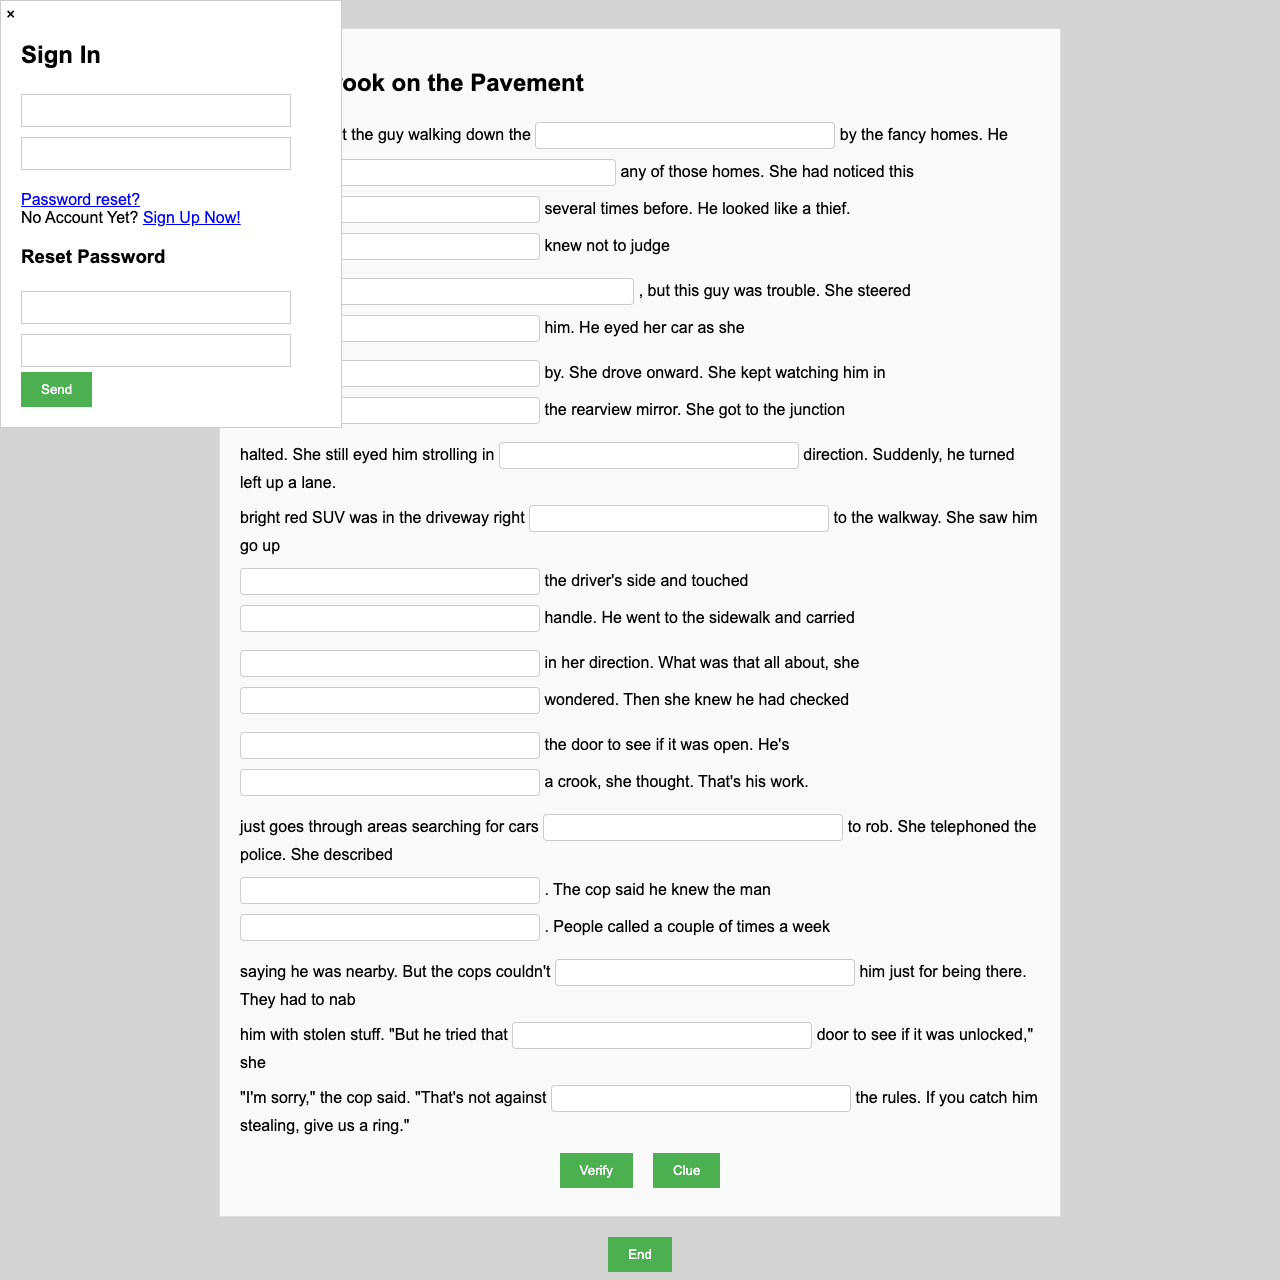 ×
Sign In
Password reset?
No Account Yet? Sign Up Now!
Reset Password
Send
on the Pavement
the guy walking down the by the fancy homes. He
any of those homes. She had noticed this
several times before. He looked like a thief.
knew not to judge
, but this guy was trouble. She steered
him. He eyed her car as she
by. She drove onward. She kept watching him in
the rearview mirror. She got to the junction
halted. She still eyed him strolling in direction. Suddenly, he turned
left up a lane.
bright red SUV was in the driveway right to the walkway. She saw him
go up
the driver's side and touched
handle. He went to the sidewalk and carried
in her direction. What was that all about, she
wondered. Then she knew he had checked
the door to see if it was open. He's
a crook, she thought. That's his work.
just goes through areas searching for cars to rob. She telephoned the
police. She described
. The cop said he knew the man
. People called a couple of times a week
saying he was nearby. But the cops couldn't him just for being there.
They had to nab
him with stolen stuff. "But he tried that door to see if it was unlocked,"
she
"I'm sorry," the cop said. "That's not against the rules. If you catch him
stealing, give us a ring."
Verify Clue
End